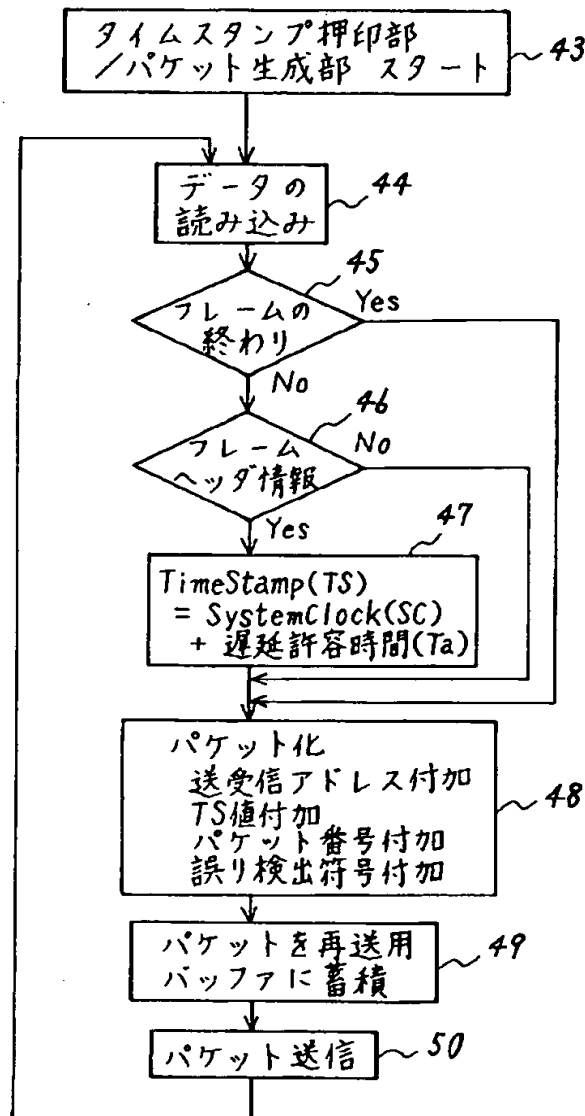 タイムスタンプ押印部
／パケット生成部 スタート
43
データの
読み込み
44
45
フレームの
終わり
Yes
No
46
フレーム
ヘッダ情報
No
Yes
47
TimeStamp(TS)
= SystemClock(SC)
+ 遅延許容時間(Ta)
パケット化
送受信アドレス付加
TS値付加
パケット番号付加
誤り検出符号付加
48
パケットを再送用
バッファに蓄積
49
パケット送信
50